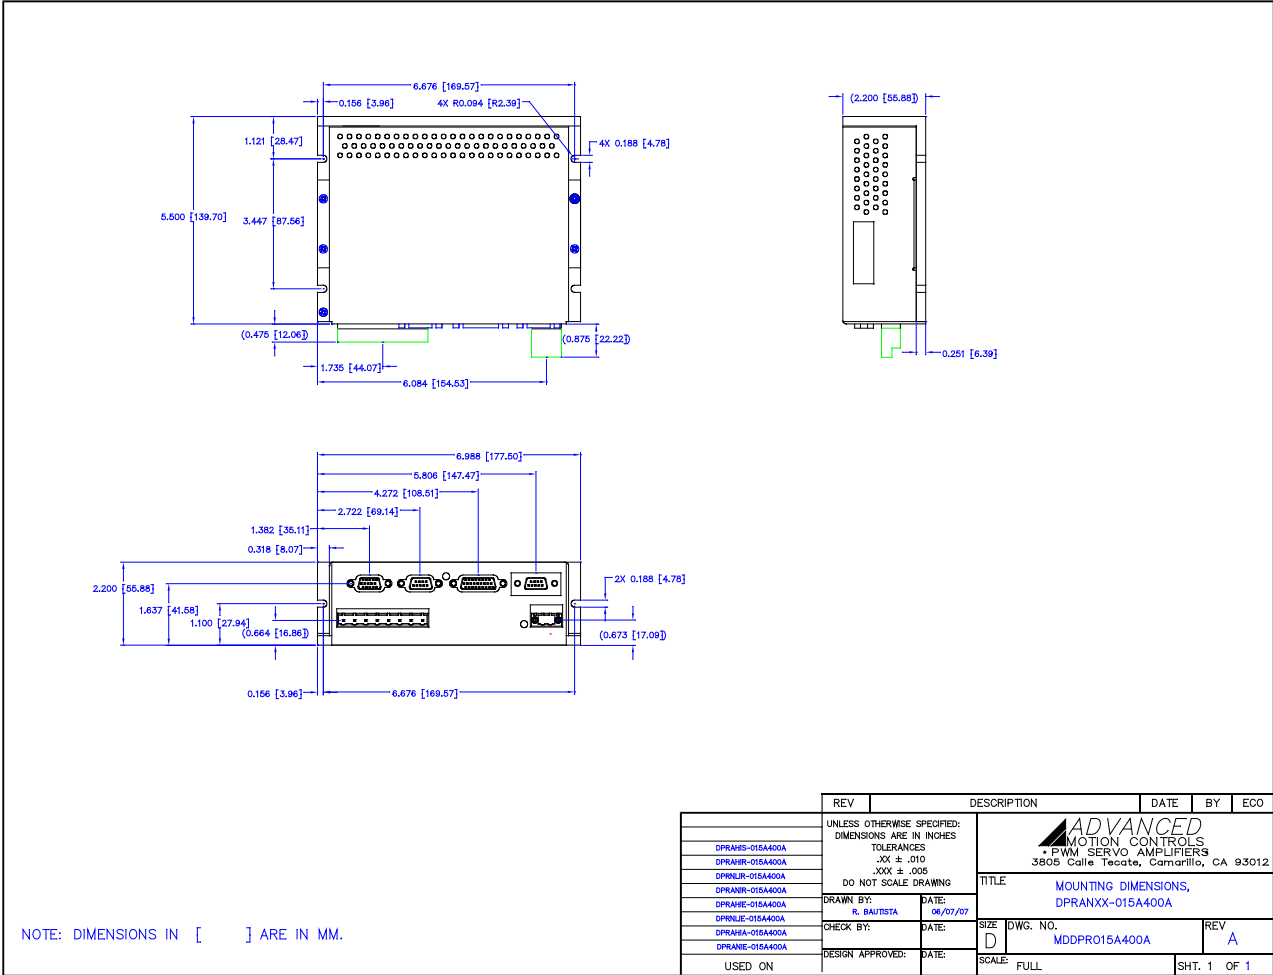 6.676 [169.57]
0.156 [3.96]
4X R0.094 [R2.39]
(2.200 [55.88])
1.121 [28.47]
4X 0.188 [4.78]
5.500 [139.70]
3.447 [87.56]
(0.475 [12.06])
(0.875 [22.22])
0.251 [6.39]
1.735 [44.07]
6.084 [154.53]
6.988 [177.50]
5.806 [147.47]
4.272 [108.51]
2.722 [69.14]
1.382 [35.11]
0.318 [8.07]
2.200 [55.88]
2X 0.188 [4.78]
1.637 [41.58]
1.100 [27.94]
(0.664 [16.86])
(0.673 [17.09])
0.156 [3.96]
6.676 [169.57]
NOTE: DIMENSIONS IN [ ] ARE IN MM.
REV DESCRIPTION DATE BY ECO
DPRAHIS-015A400A
DPRAHIR-015A400A
DPRNLIR-015A400A
DPRANIR-015A400A
DPRAHIE-015A400A
DPRNLIE-015A400A
DPRAHIA-015A400A
DPRANIE-015A400A
USED ON
UNLESS OTHERWISE SPECIFIED:
DIMENSIONS ARE IN INCHES
TOLERANCES
.XX ± .010
.XXX ± .005
DO NOT SCALE DRAWING
DRAWN BY: DATE:
R. BAUTISTA 06/07/07
CHECK BY: DATE:
DESIGN APPROVED: DATE:
ADVANCED
MOTION CONTROLS
• PWM SERVO AMPLIFIERS
3805 Calle Tecate, Camarillo, CA 93012
TITLE
MOUNTING DIMENSIONS,
DPRANXX-015A400A
SIZE DWG. NO. REV
D MDDPR015A400A A
SCALE: FULL SHT. 1 OF 1